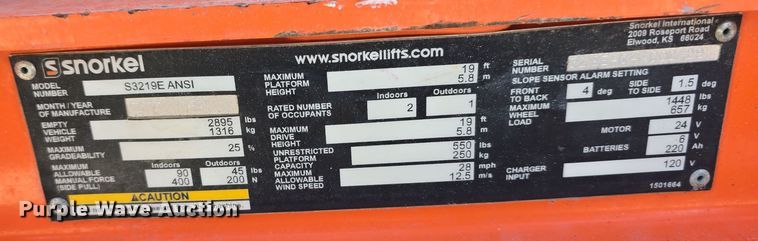 snorkel
MODEL NUMBER S3219E ANSI
MONTH / YEAR OF MANUFACTURE
EMPTY VEHICLE WEIGHT 2895 lbs 1316 kg
MAXIMUM GRADEABILITY 25 %
Indoors Outdoors
MAXIMUM ALLOWABLE MANUAL FORCE (SIDE PULL) 90 400 45 200 lbs N
CAUTION
www.snorkellifts.com
MAXIMUM PLATFORM HEIGHT 19 ft 5.8 m
Indoors Outdoors
RATED NUMBER OF OCCUPANTS 2 1
MAXIMUM DRIVE HEIGHT 19 ft 5.8 m
UNRESTRICTED PLATFORM CAPACITY 550 lbs 250 kg
MAXIMUM ALLOWABLE WIND SPEED 28 mph 12.5 m/s
Snorkel International
2009 Roseport Road
Elwood, KS 66024
SERIAL NUMBER
SLOPE SENSOR ALARM SETTING
FRONT TO BACK 4 deg SIDE TO SIDE 1.5 deg
MAXIMUM WHEEL LOAD 1448 lbs 657 kg
MOTOR 24 V
BATTERIES 6 V 220 Ah
CHARGER INPUT 120 V
1501664
Purple Wave Auction